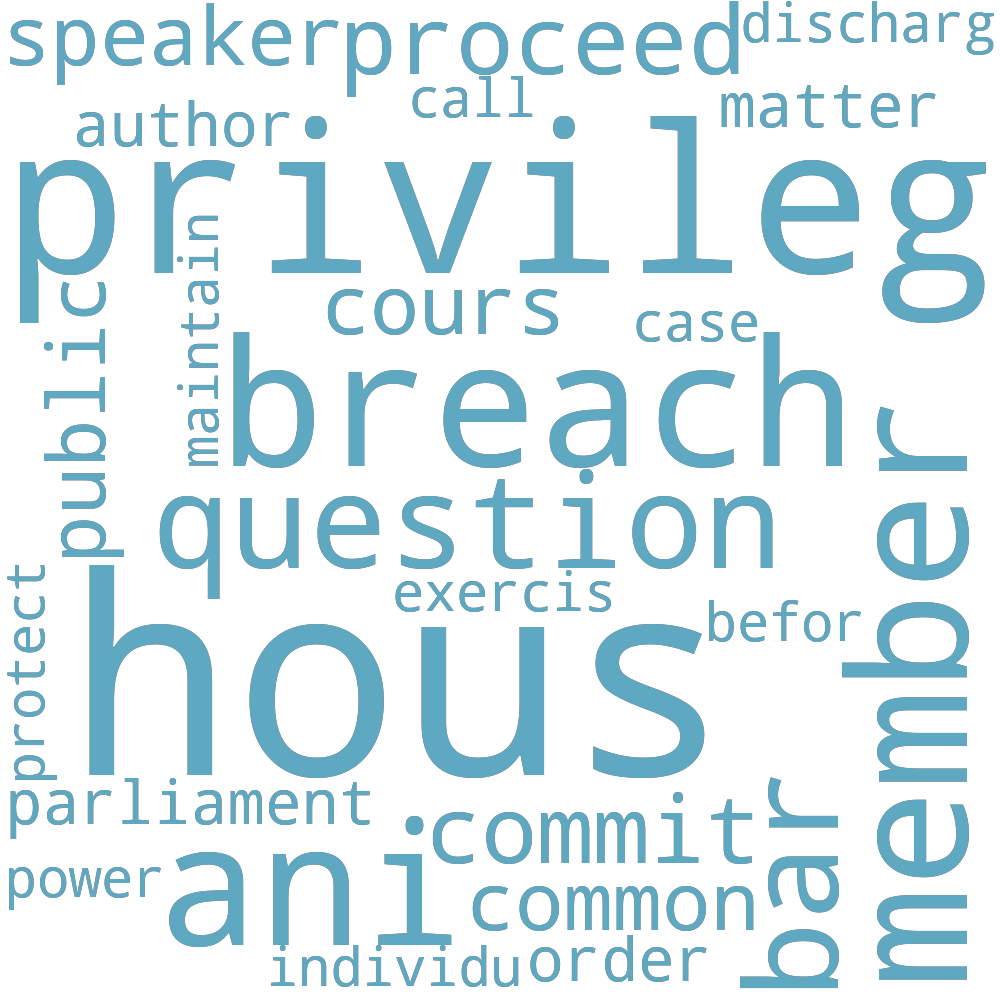 speaker
proceed
discharg
call
matter
author
privileg
maintain
public
cours
case
breach
member
question
exercis
befor
protect
hous
parliament
commit
bar
power
ani
common
individu
order